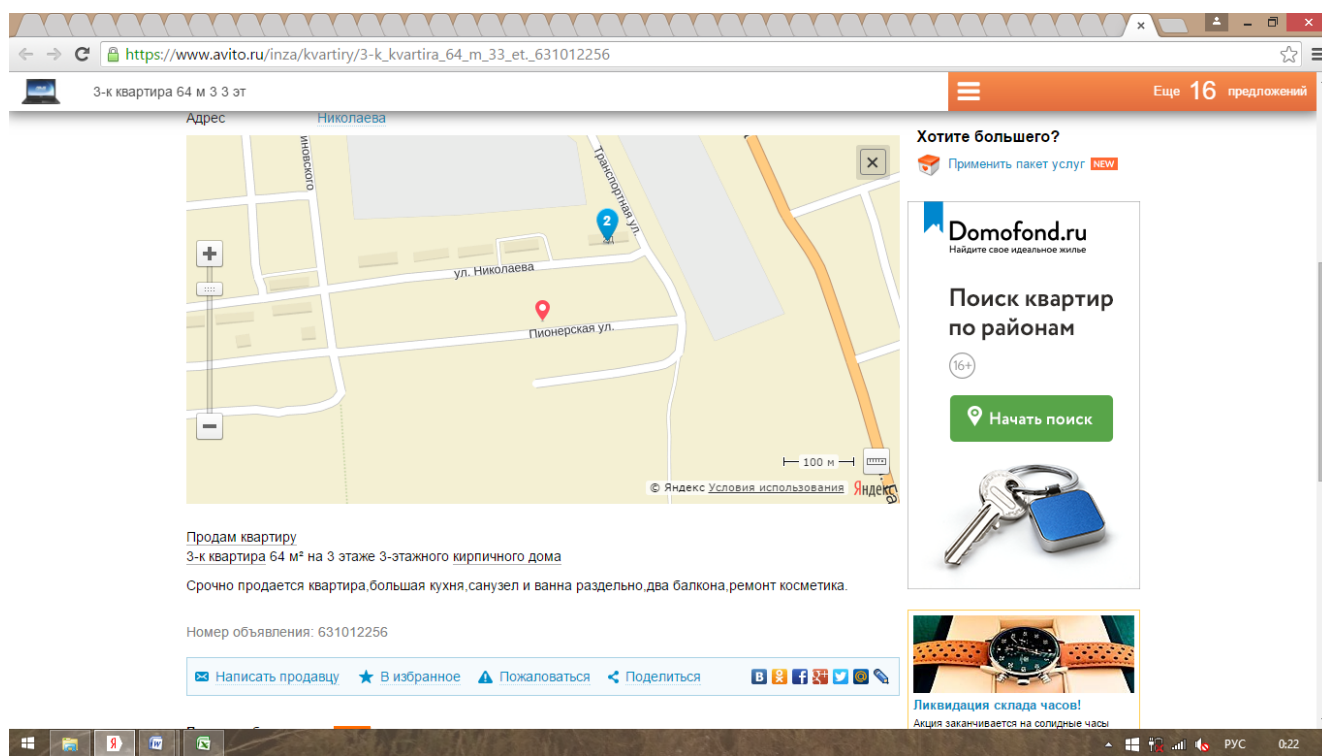 https://www.avito.ru/inza/kvartiry/3-k_kvartira_64_m_33_et._631012256
3-к квартира 64 м 3 3 эт
Еще 16 предложений
Адрес Николаева
иновского
Транспортная ул.
2
ул. Николаева
Пионерская ул.
100 м
© Яндекс Условия использования Яндекс
Хотите большего?
Применить пакет услуг NEW
Domofond.ru
Найдите свое идеальное жилье
Поиск квартир
по районам
16+
Начать поиск
Продам квартиру
3-к квартира 64 м² на 3 этаже 3-этажного кирпичного дома
Срочно продается квартира,большая кухня,санузел и ванна раздельно,два балкона,ремонт косметика.
Номер объявления: 631012256
Написать продавцу В избранное Пожаловаться Поделиться
Ликвидация склада часов!
Акция заканчивается на солидные часы
РУС 0:22